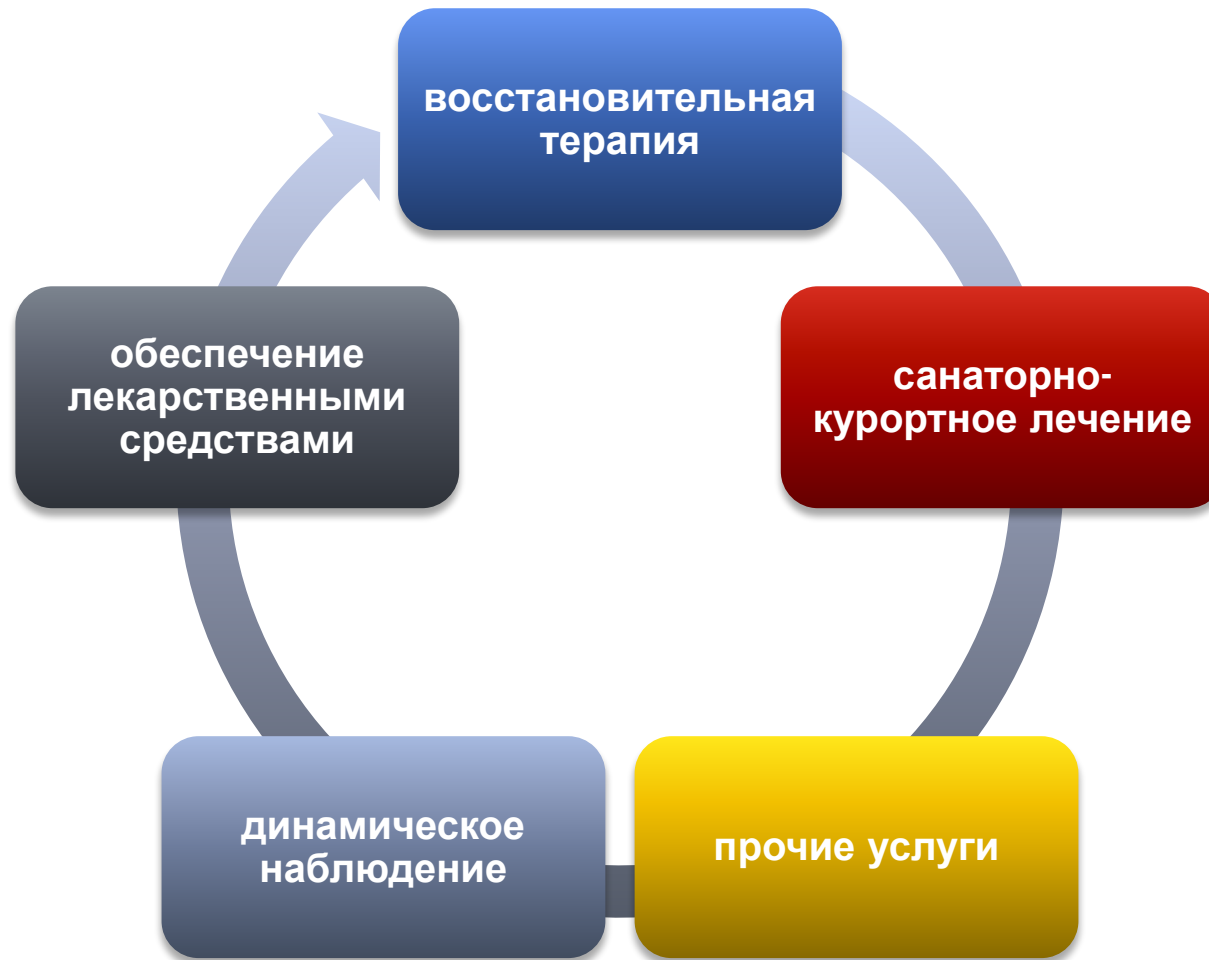 восстановительная
терапия
обеспечение
лекарственными
средствами
санаторно-
курортное лечение
динамическое
наблюдение
прочие услуги